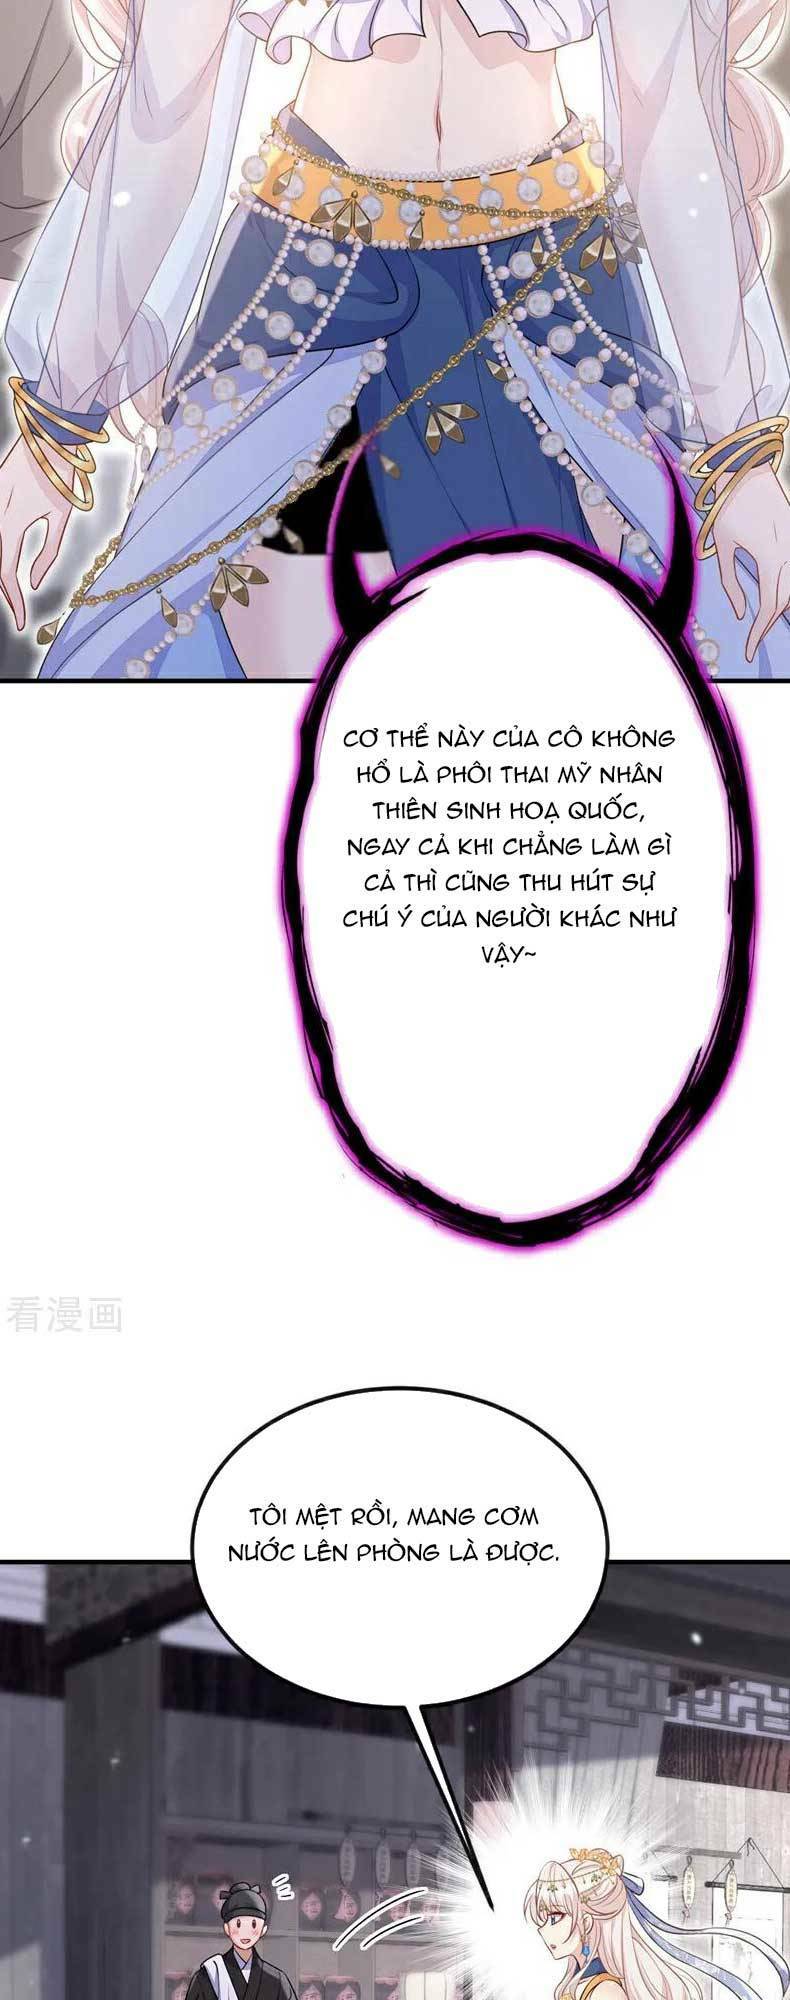 CƠ THỂ NÀY CỦA CÔ KHÔNG
HỔ LÀ PHÔI THAI MỸ NHÂN
THIÊN SINH HOẠ QUỐC,
NGAY CẢ KHI CHẲNG LÀM GÌ
CẢ THÌ CŨNG THU HÚT SỰ
CHÚ Ý CỦA NGƯỜI KHÁC NHƯ
VẬY~
看漫画
TÔI MỆT RỒI, MANG CƠM
NƯỚC LÊN PHÒNG LÀ ĐƯỢC.